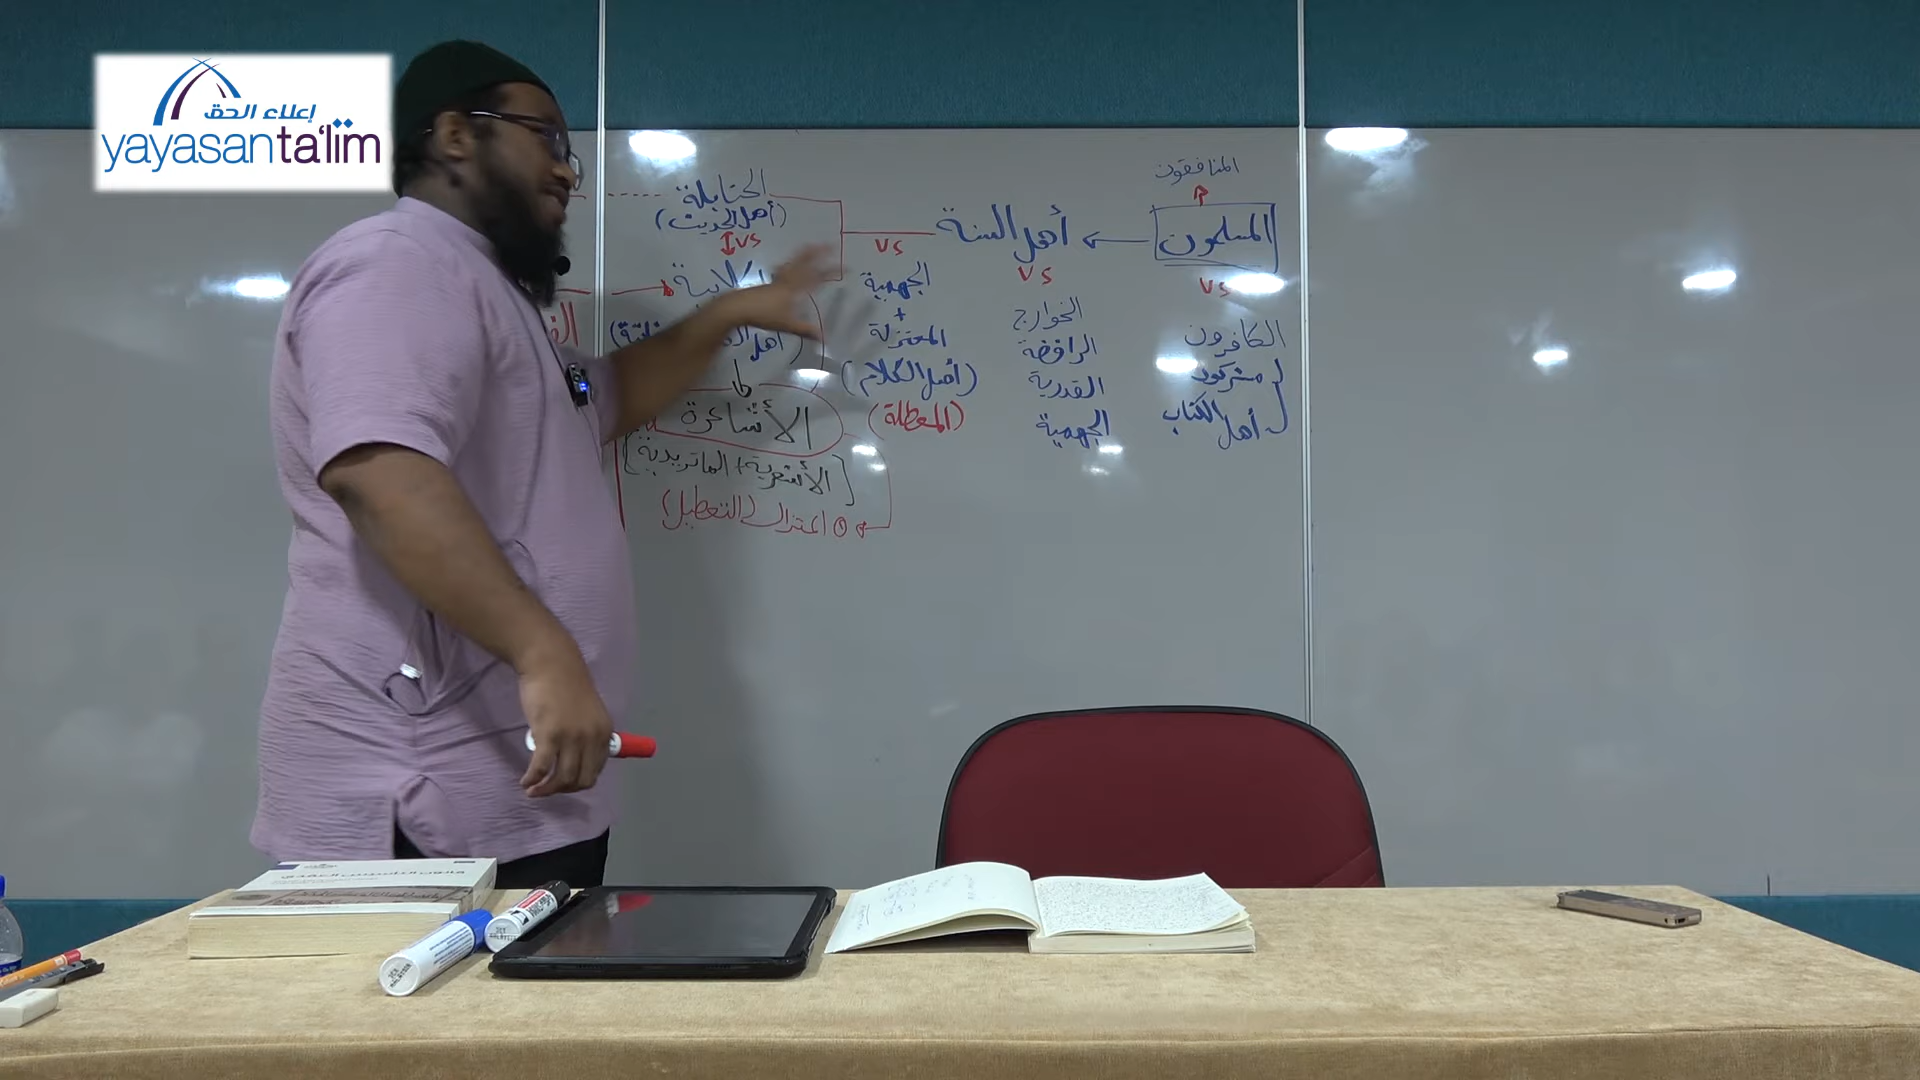 إعلاء الحق
yayasanta'lim
المنافقون
المسلمون
أهل السنة
vs
vs
vs
الكافرون
مشركون
أهل الكتاب
الخوارج
الرافضة
القدرية
الجهمية
الجهمية
+
المعتزلة
(أهل الكلام)
(المعطلة)
الحنابلة
(أهل الحديث)
vs
الأشاعرة
[الأشعرية + الماتريدية]
① اعتزال (التعطيل)